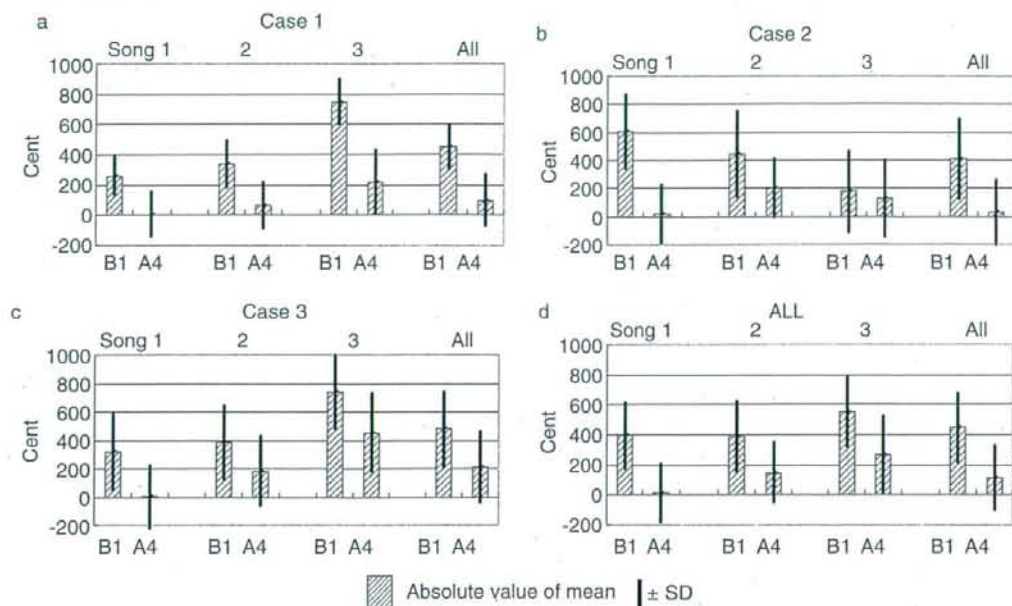 a Case 1
Song 1 2 3 All
1000
800
600
400
200
0
-200
Cent
B1 A4 B1 A4 B1 A4 B1 A4
b Case 2
Song 1 2 3 All
1000
800
600
400
200
0
-200
Cent
B1 A4 B1 A4 B1 A4 B1 A4
c Case 3
Song 1 2 3 All
1000
800
600
400
200
0
-200
Cent
B1 A4 B1 A4 B1 A4 B1 A4
d ALL
Song 1 2 3 All
1000
800
600
400
200
0
-200
Cent
B1 A4 B1 A4 B1 A4 B1 A4
Absolute value of mean ± SD